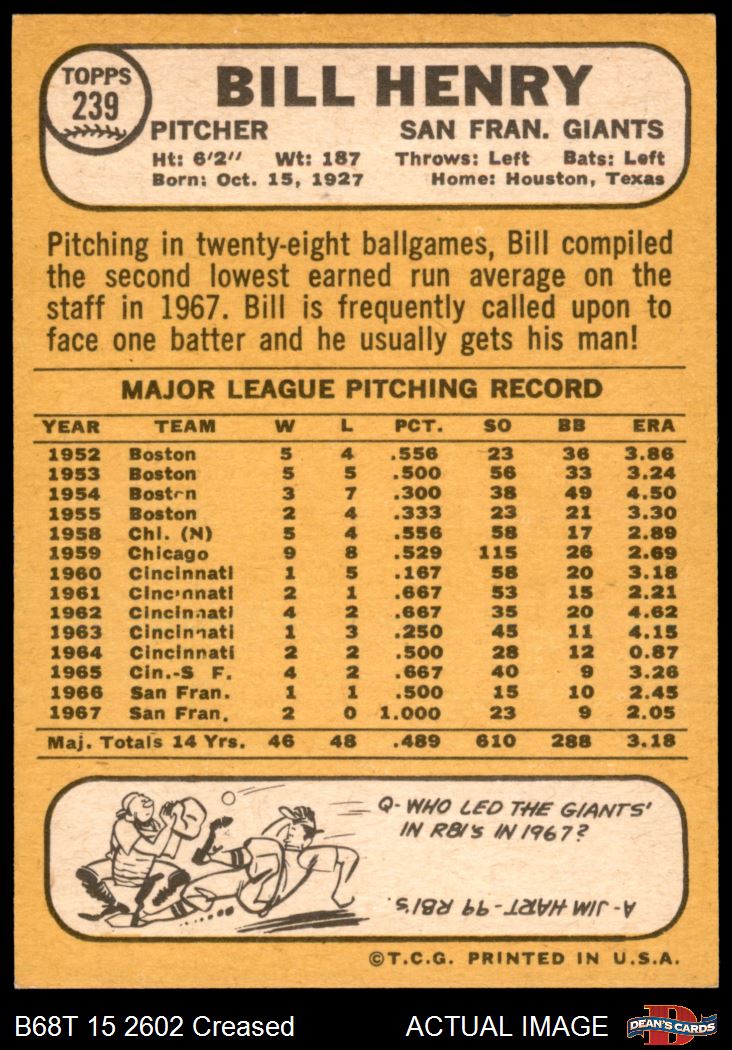 TOPPS
239
BILL HENRY
PITCHER SAN FRAN. GIANTS
Ht: 6'2" Wt: 187 Throws: Left Bats: Left
Born: Oct. 15, 1927 Home: Houston, Texas
Pitching in twenty-eight ballgames, Bill compiled
the second lowest earned run average on the
staff in 1967. Bill is frequently called upon to
face one batter and he usually gets his man!
MAJOR LEAGUE PITCHING RECORD
YEAR TEAM W L PCT. SO BB ERA
1952 Boston 5 4 .556 23 36 3.86
1953 Boston 5 5 .500 56 33 3.24
1954 Boston 3 7 .300 38 49 4.50
1955 Boston 2 4 .333 23 21 3.30
1958 Chi. (N) 5 4 .556 58 17 2.89
1959 Chicago 9 8 .529 115 26 2.69
1960 Cincinnati 1 5 .167 58 20 3.18
1961 Cincinnati 2 1 .667 53 15 2.21
1962 Cincinnati 4 2 .667 35 20 4.62
1963 Cincinnati 1 3 .250 45 11 4.15
1964 Cincinnati 2 2 .500 28 12 0.87
1965 Cin.-S F. 4 2 .667 40 9 3.26
1966 San Fran. 1 1 .500 15 10 2.45
1967 San Fran. 2 0 1.000 23 9 2.05
Maj. Totals 14 Yrs. 46 48 .489 610 288 3.18
Q- WHO LED THE GIANTS'
IN RBI's IN 1967?
A- JIM HART - 99 RBI's.
©T.C.G. PRINTED IN U.S.A.
B68T 15 2602 Creased ACTUAL IMAGE
D
DEAN'S CARDS